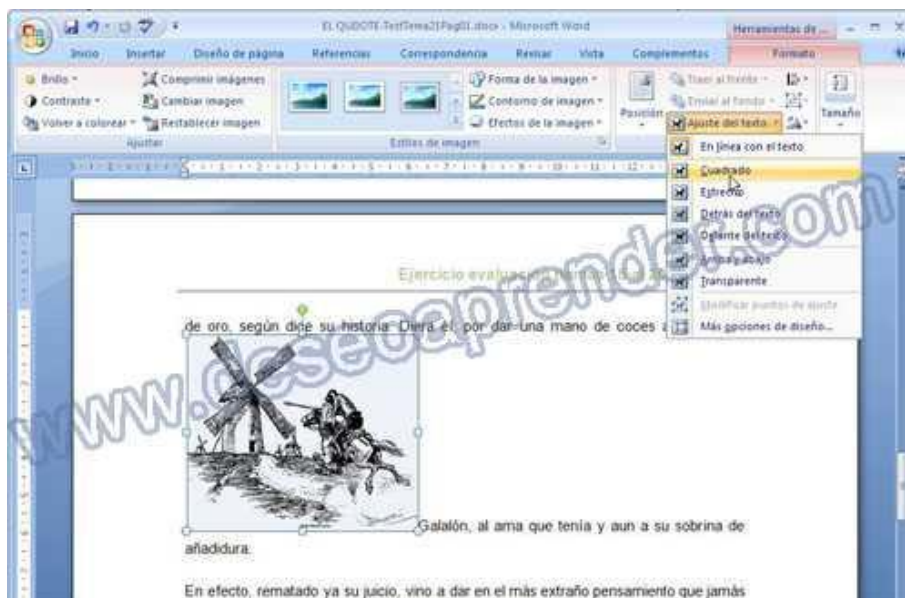 EL QUIJOTE-TestTema21Pag01.docx - Microsoft Word
Herramientas de ...
Inicio Insertar Diseño de página Referencias Correspondencia Revisar Vista Complementos Formato
Brillo
Contraste
Volver a colorear
Comprimir imágenes
Cambiar imagen
Restablecer imagen
Ajustar
Forma de la imagen
Contorno de imagen
Efectos de la imagen
Estilos de imagen
Posición
Traer al frente
Enviar al fondo
Ajuste del texto
Tamaño
En línea con el texto
Cuadrado
Estrecho
Detrás del texto
Delante del texto
Arriba y abajo
Transparente
Modificar puntos de ajuste
Más opciones de diseño...
Ejercicio
de oro, según dice su historia. Diera él, por dar una mano de coces a
Galalón, al ama que tenía y aun a su sobrina de
añadidura.
En efecto, rematado ya su juicio, vino a dar en el más extraño pensamiento que jamás
www.deseoaprender.com